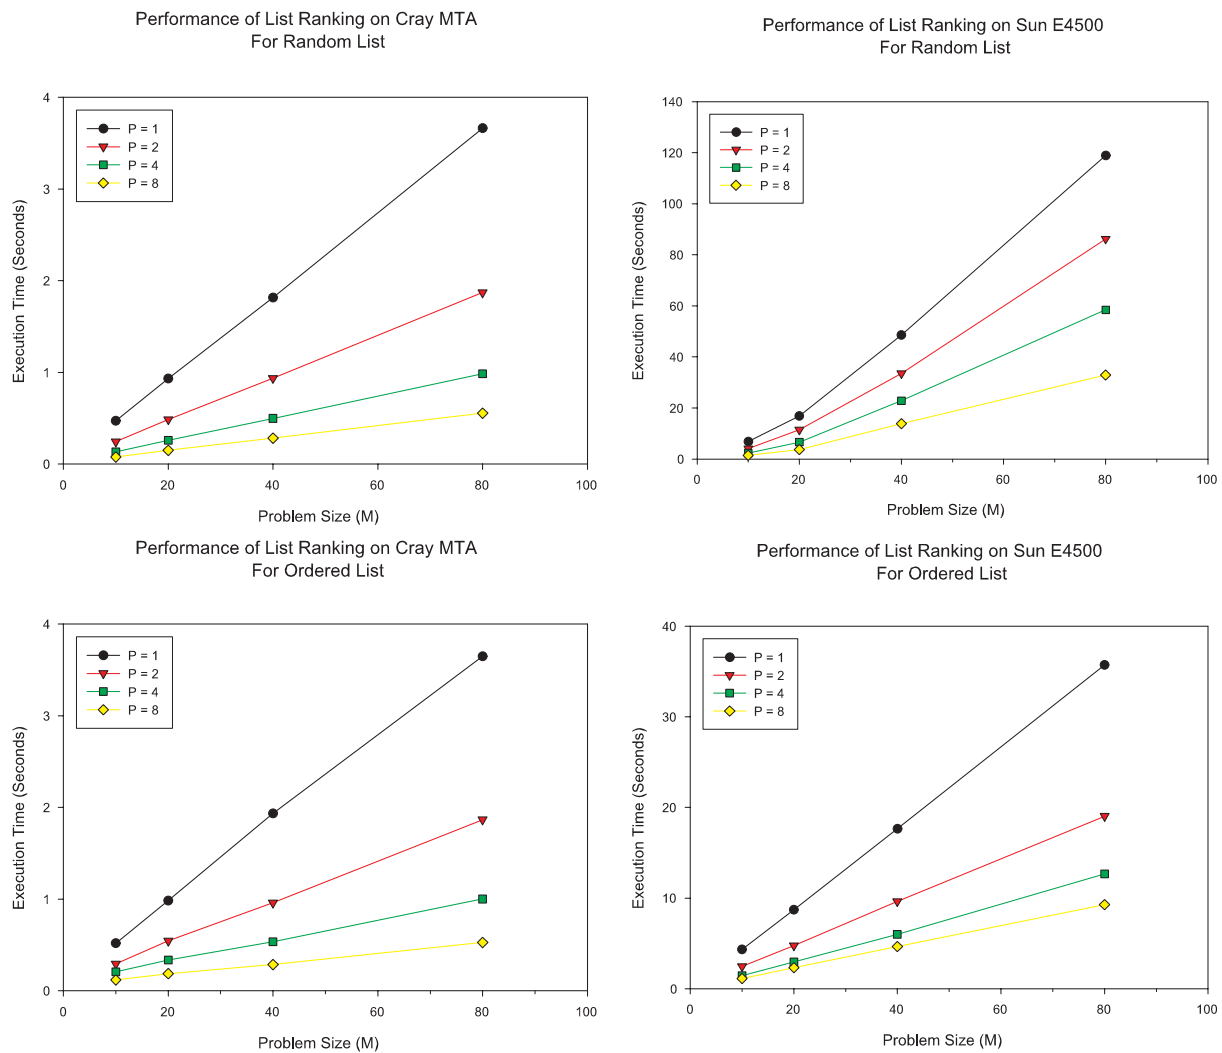 Performance of List Ranking on Cray MTA
For Random List
4
3
2
1
0
Execution Time (Seconds)
P = 1
P = 2
P = 4
P = 8
0
20
40
60
80
100
Problem Size (M)
Performance of List Ranking on Sun E4500
For Random List
140
120
100
80
60
40
20
0
Execution Time (Seconds)
P = 1
P = 2
P = 4
P = 8
0
20
40
60
80
100
Problem Size (M)
Performance of List Ranking on Cray MTA
For Ordered List
4
3
2
1
0
Execution Time (Seconds)
P = 1
P = 2
P = 4
P = 8
0
20
40
60
80
100
Problem Size (M)
Performance of List Ranking on Sun E4500
For Ordered List
40
30
20
10
0
Execution Time (Seconds)
P = 1
P = 2
P = 4
P = 8
0
20
40
60
80
100
Problem Size (M)